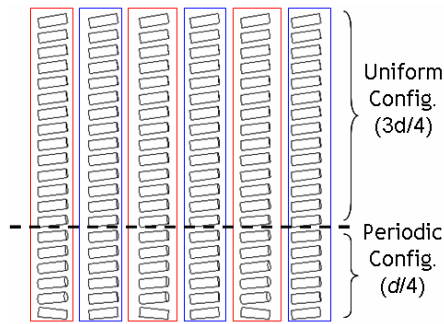 Uniform
Config.
(3d/4)
Periodic
Config.
(d/4)